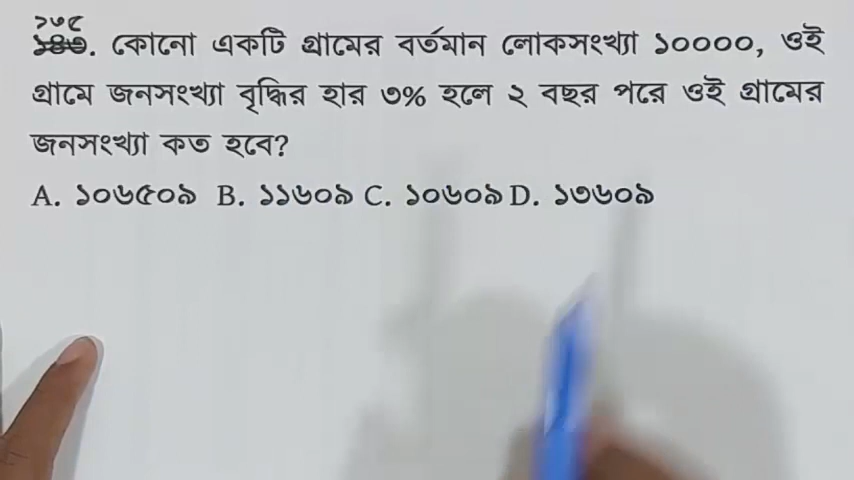 ১৬৫
১৪৩. কোনো একটি গ্রামের বর্তমান লোকসংখ্যা ১০০০০, ওই
গ্রামে জনসংখ্যা বৃদ্ধির হার ৩% হলে ২ বছর পরে ওই গ্রামের
জনসংখ্যা কত হবে?
A. ১০৬৫০৯ B. ১১৬০৯ C. ১০৬০৯ D. ১৩৬০৯